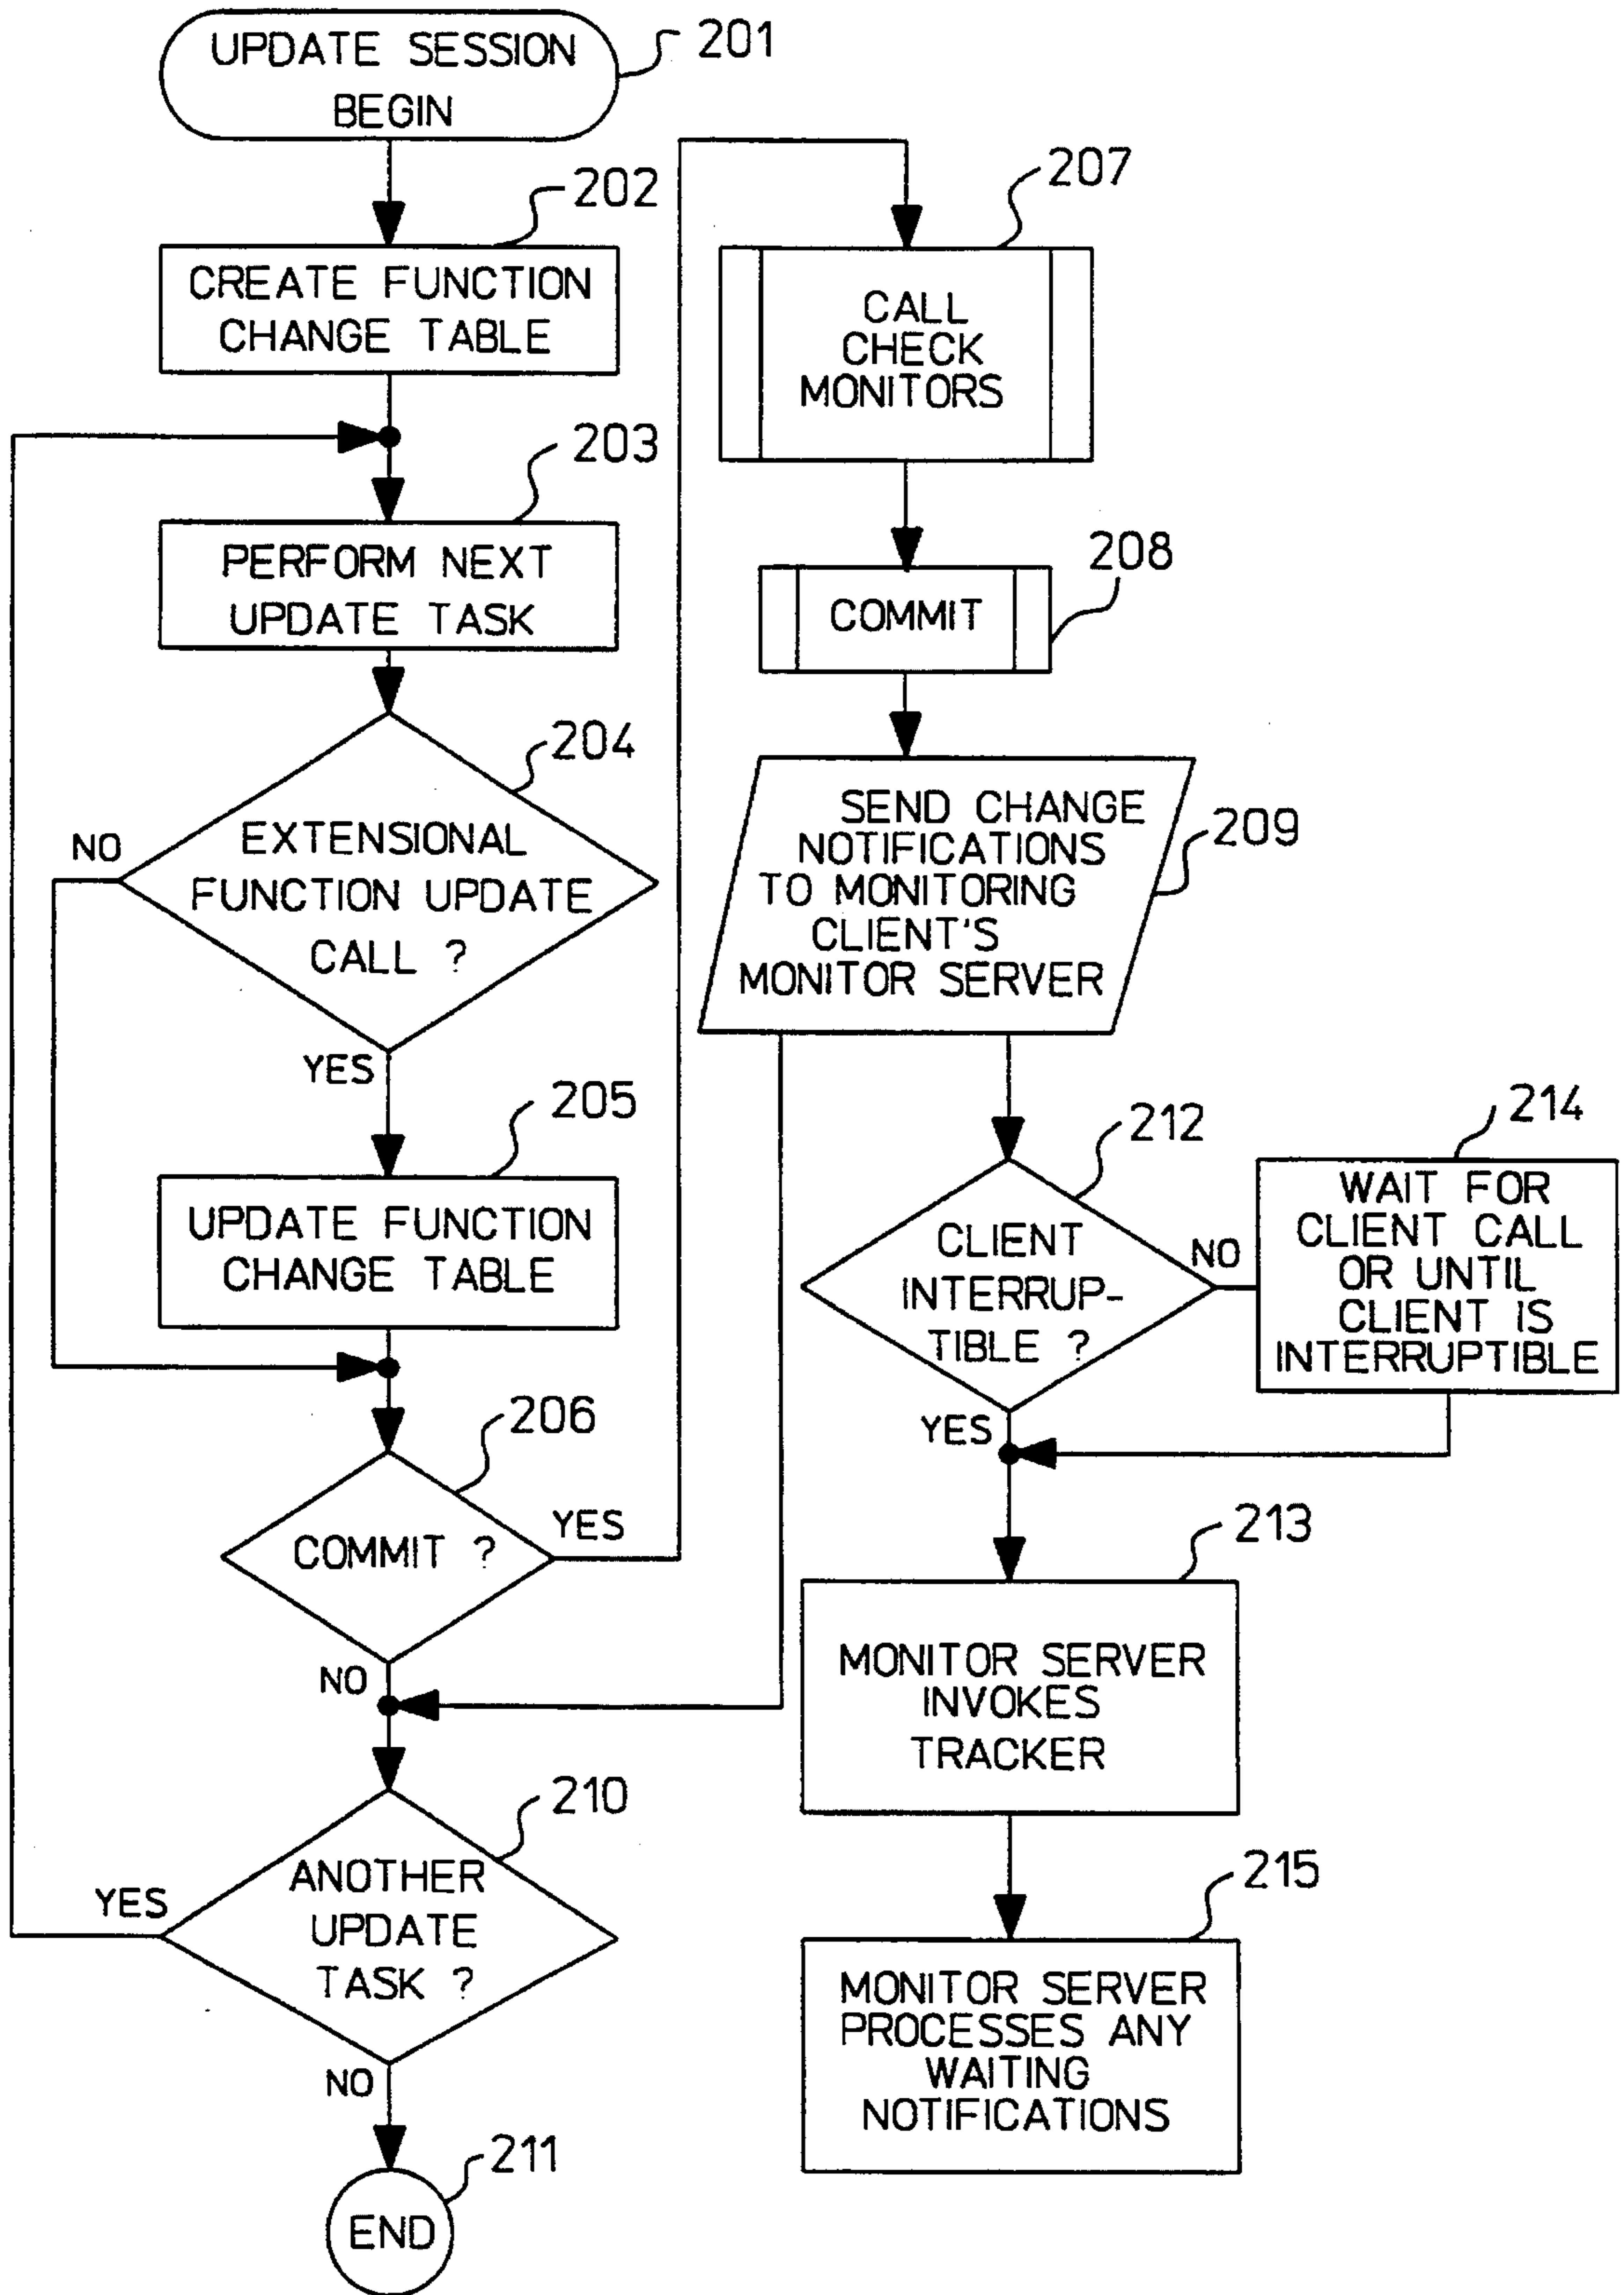 UPDATE SESSION
BEGIN
201
202
CREATE FUNCTION
CHANGE TABLE
203
PERFORM NEXT
UPDATE TASK
204
EXTENSIONAL
FUNCTION UPDATE
CALL ?
NO
YES
205
UPDATE FUNCTION
CHANGE TABLE
206
COMMIT ?
YES
NO
210
ANOTHER
UPDATE
TASK ?
YES
NO
211
END
207
CALL
CHECK
MONITORS
208
COMMIT
209
SEND CHANGE
NOTIFICATIONS
TO MONITORING
CLIENT'S
MONITOR SERVER
212
CLIENT
INTERRUP-
TIBLE ?
NO
YES
214
WAIT FOR
CLIENT CALL
OR UNTIL
CLIENT IS
INTERRUPTIBLE
213
MONITOR SERVER
INVOKES
TRACKER
215
MONITOR SERVER
PROCESSES ANY
WAITING
NOTIFICATIONS